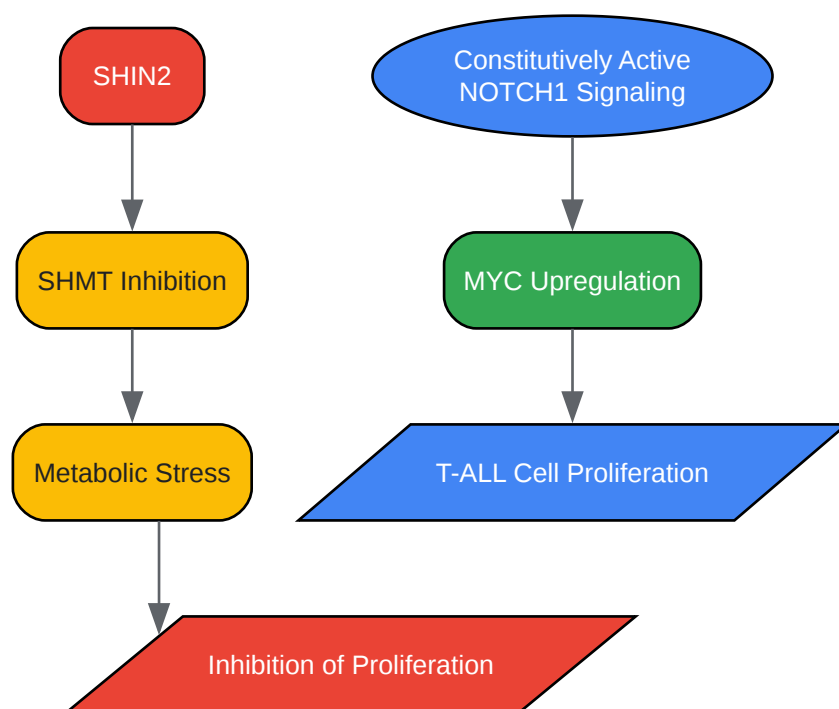 SHIN2
Constitutively Active
NOTCH1 Signaling
SHMT Inhibition
MYC Upregulation
Metabolic Stress
T-ALL Cell Proliferation
Inhibition of Proliferation